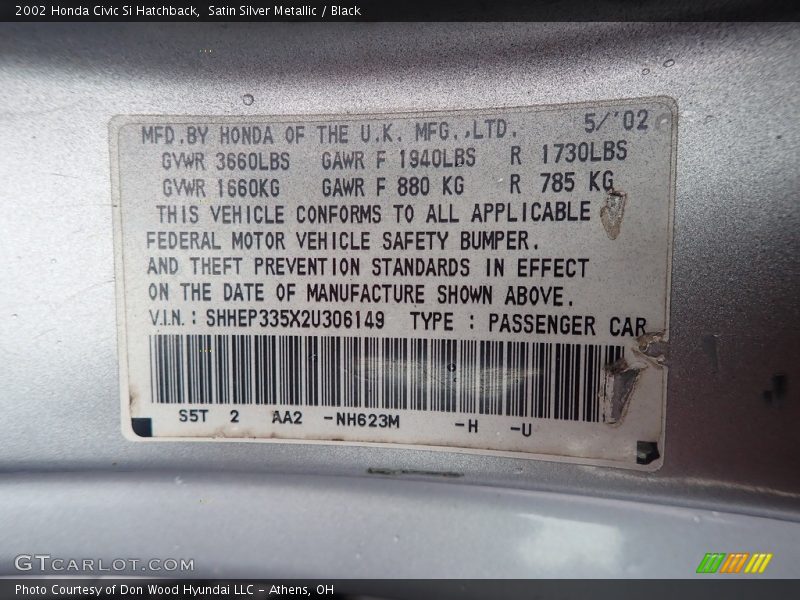 2002 Honda Civic Si Hatchback, Satin Silver Metallic / Black
MFD.BY HONDA OF THE U.K. MFG.,LTD. 5/'02
GVWR 3660LBS GAWR F 1940LBS R 1730LBS
GVWR 1660KG GAWR F 880 KG R 785 KG
THIS VEHICLE CONFORMS TO ALL APPLICABLE
FEDERAL MOTOR VEHICLE SAFETY BUMPER.
AND THEFT PREVENTION STANDARDS IN EFFECT
ON THE DATE OF MANUFACTURE SHOWN ABOVE.
V.I.N. : SHHEP335X2U306149 TYPE : PASSENGER CAR
S5T 2 AA2 -NH623M -H -U
GTCARLOT.COM
Photo Courtesy of Don Wood Hyundai LLC - Athens, OH